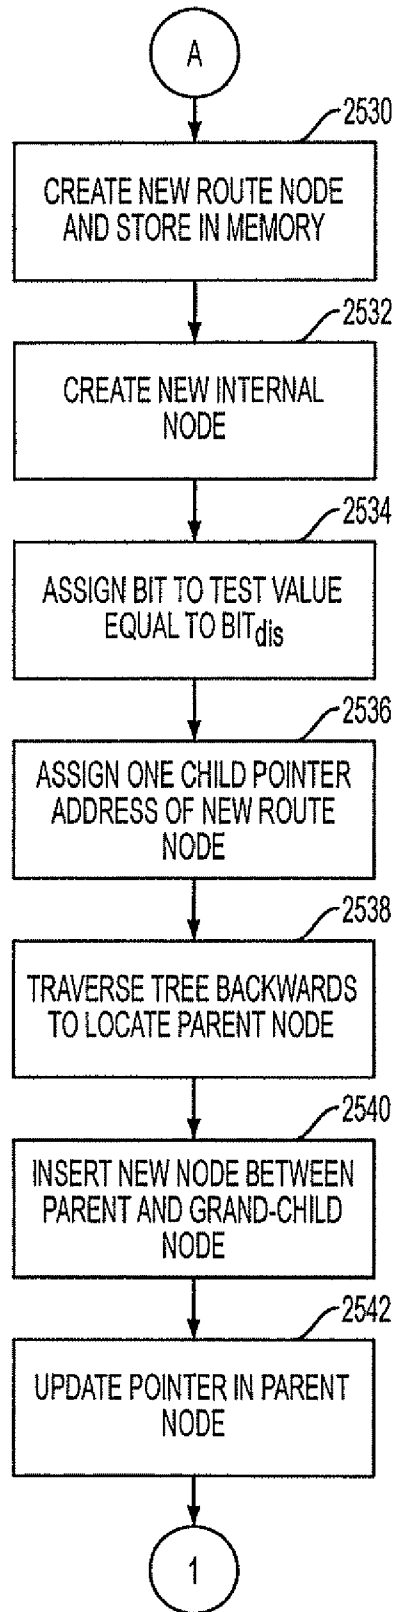 A
2530
CREATE NEW ROUTE NODE
AND STORE IN MEMORY
2532
CREATE NEW INTERNAL
NODE
2534
ASSIGN BIT TO TEST VALUE
EQUAL TO BITdis
2536
ASSIGN ONE CHILD POINTER
ADDRESS OF NEW ROUTE
NODE
2538
TRAVERSE TREE BACKWARDS
TO LOCATE PARENT NODE
2540
INSERT NEW NODE BETWEEN
PARENT AND GRAND-CHILD
NODE
2542
UPDATE POINTER IN PARENT
NODE
1